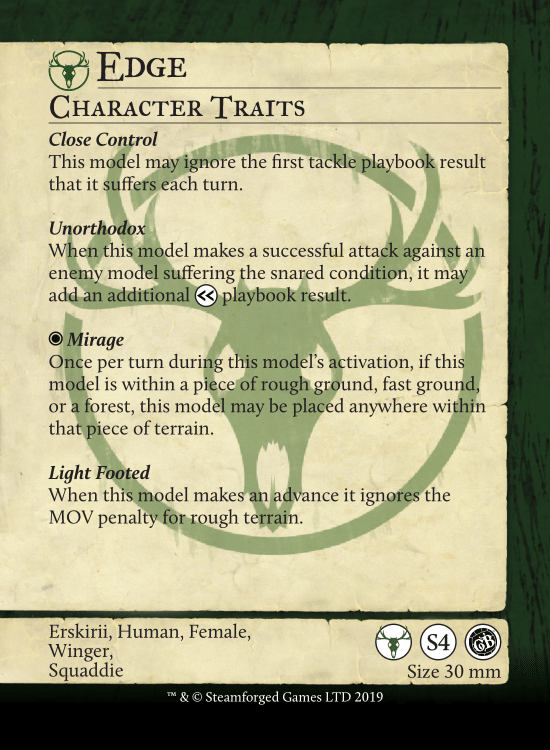 Edge
Character Traits
Close Control
This model may ignore the first tackle playbook result
that it suffers each turn.
Unorthodox
When this model makes a successful attack against an
enemy model suffering the snared condition, it may
add an additional << playbook result.
Mirage
Once per turn during this model's activation, if this
model is within a piece of rough ground, fast ground,
or a forest, this model may be placed anywhere within
that piece of terrain.
Light Footed
When this model makes an advance it ignores the
MOV penalty for rough terrain.
Erskirii, Human, Female,
Winger,
Squaddie
S4
GB
Size 30 mm
™ & © Steamforged Games LTD 2019